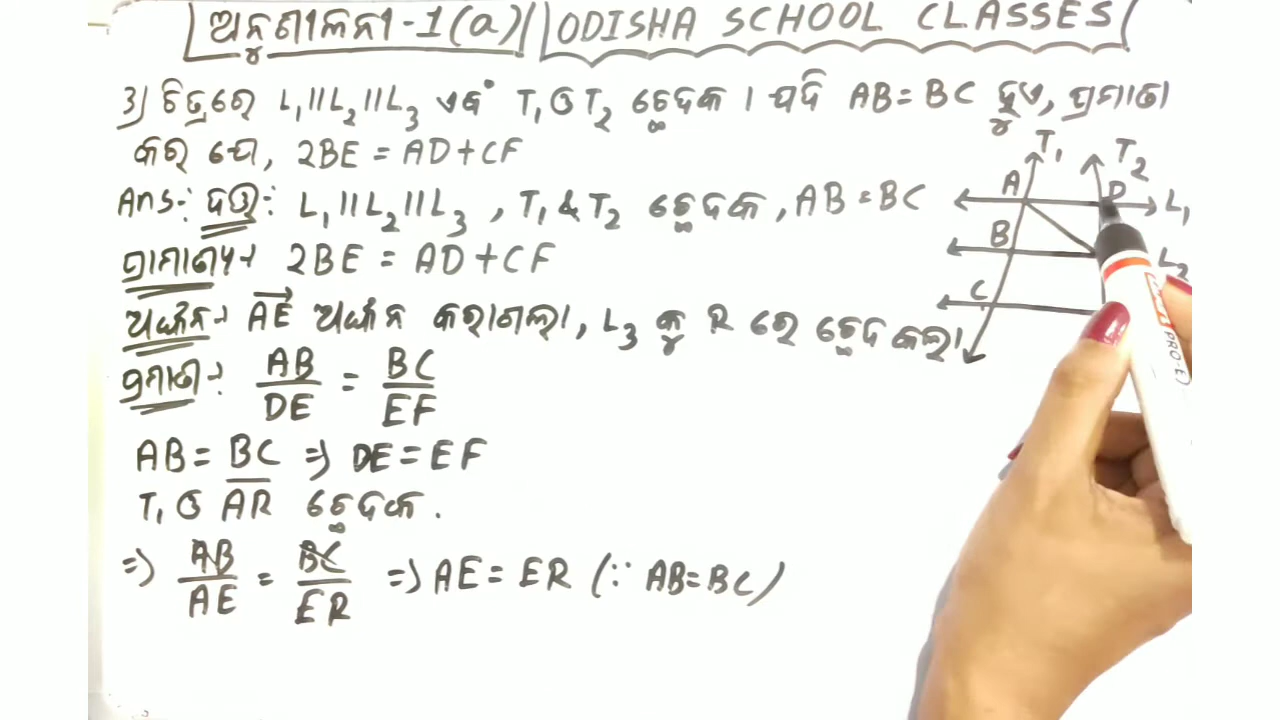 ଅନୁଶୀଳନୀ-1(a) ODISHA SCHOOL CLASSES
3) ଚିତ୍ରରେ L₁||L₂||L₃ ଏବଂ T₁ ଓ T₂ ଛେଦକ । ଯଦି AB=BC ହୁଏ, ପ୍ରମାଣ
କର ଯେ, 2BE = AD+CF
Ans:- ଦତ୍ତ:- L₁||L₂||L₃ , T₁ & T₂ ଛେଦକ, AB=BC
ପ୍ରାମାଣ୍ୟ:- 2BE = AD+CF
ଅଙ୍କନ:- AE→ ଅଙ୍କନ କରାଗଲା, L₃ କୁ R ରେ ଛେଦ କଲା
ପ୍ରମାଣ:- AB/DE = BC/EF
AB = BC ⇒ DE = EF
T₁ ଓ A̅R̅ ଛେଦକ.
⇒ AB/AE = BC/ER ⇒ AE = ER (∵ AB=BC)
T₁ T₂
A D L₁
B L₂
C
PRO-E